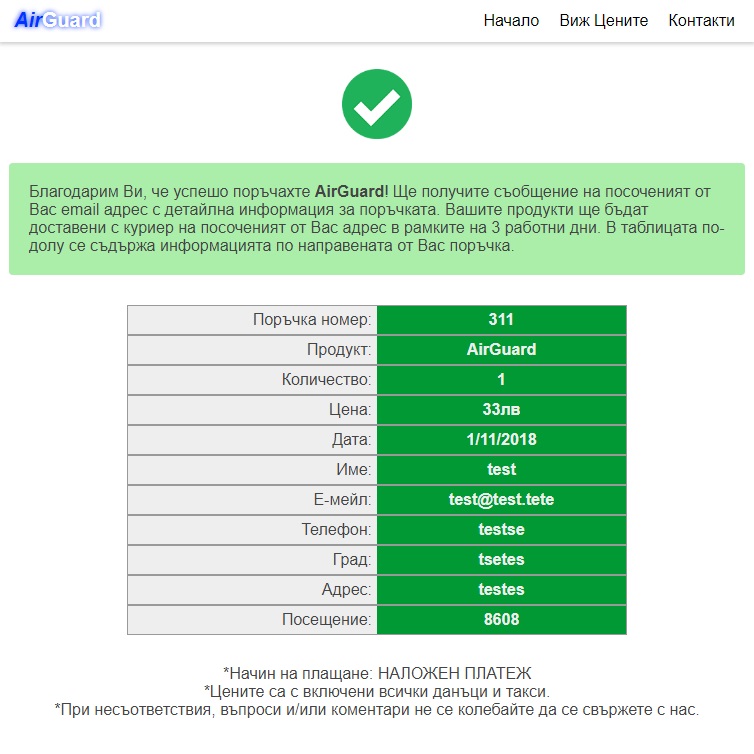 AirGuard
Начало Виж Цените Контакти
Благодарим Ви, че успешо поръчахте AirGuard! Ще получите съобщение на посоченият от
Вас email адрес с детайлна информация за поръчката. Вашите продукти ще бъдат
доставени с куриер на посоченият от Вас адрес в рамките на 3 работни дни. В таблицата по-
долу се съдържа информацията по направената от Вас поръчка.
Поръчка номер: 311
Продукт: AirGuard
Количество: 1
Цена: 33лв
Дата: 1/11/2018
Име: test
Е-мейл: test@test.tete
Телефон: testse
Град: tsetes
Адрес: testes
Посещение: 8608
*Начин на плащане: НАЛОЖЕН ПЛАТЕЖ
*Цените са с включени всички данъци и такси.
*При несъответствия, въпроси и/или коментари не се колебайте да се свържете с нас.